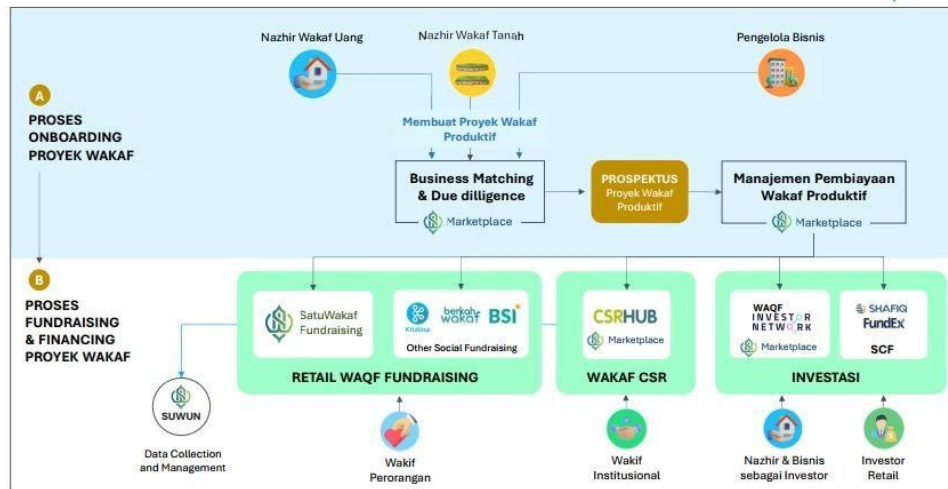 Nazhir Wakaf Uang
Nazhir Wakaf Tanah
Pengelola Bisnis
A
PROSES
ONBOARDING
PROYEK WAKAF
Membuat Proyek Wakaf
Produktif
Business Matching
& Due dilligence
Marketplace
PROSPEKTUS
Proyek Wakaf
Produktif
Manajemen Pembiayaan
Wakaf Produktif
Marketplace
B
PROSES
FUNDRAISING
& FINANCING
PROYEK WAKAF
SatuWakaf
Fundraising
Kitabisa
berkah
wakaf
BSI
Other Social Fundraising
RETAIL WAQF FUNDRAISING
CSRHUB
Marketplace
WAKAF CSR
WAQF
INVESTOR
NETWORK
Marketplace
SHAFIQ
FundEx
SCF
INVESTASI
SUWUN
Data Collection
and Management
Wakif
Perorangan
Wakif
Institusional
Nazhir & Bisnis
sebagai Investor
Investor
Retail